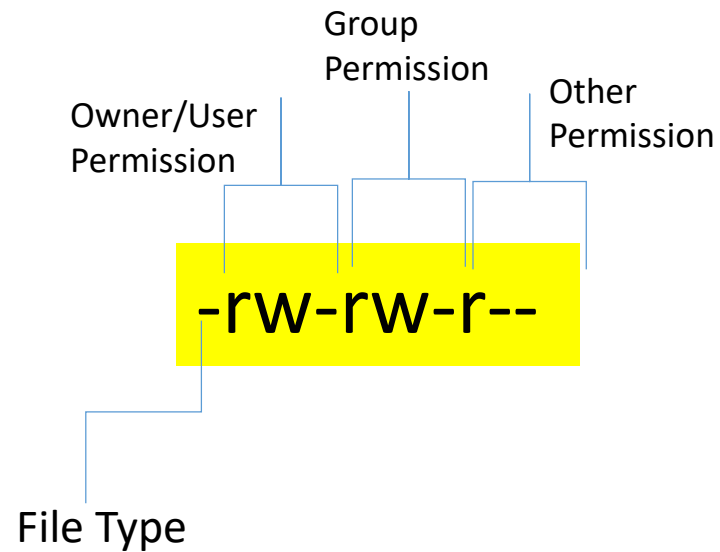 Group
Permission
Owner/User
Permission
Other
Permission
-rw-rw-r--
File Type